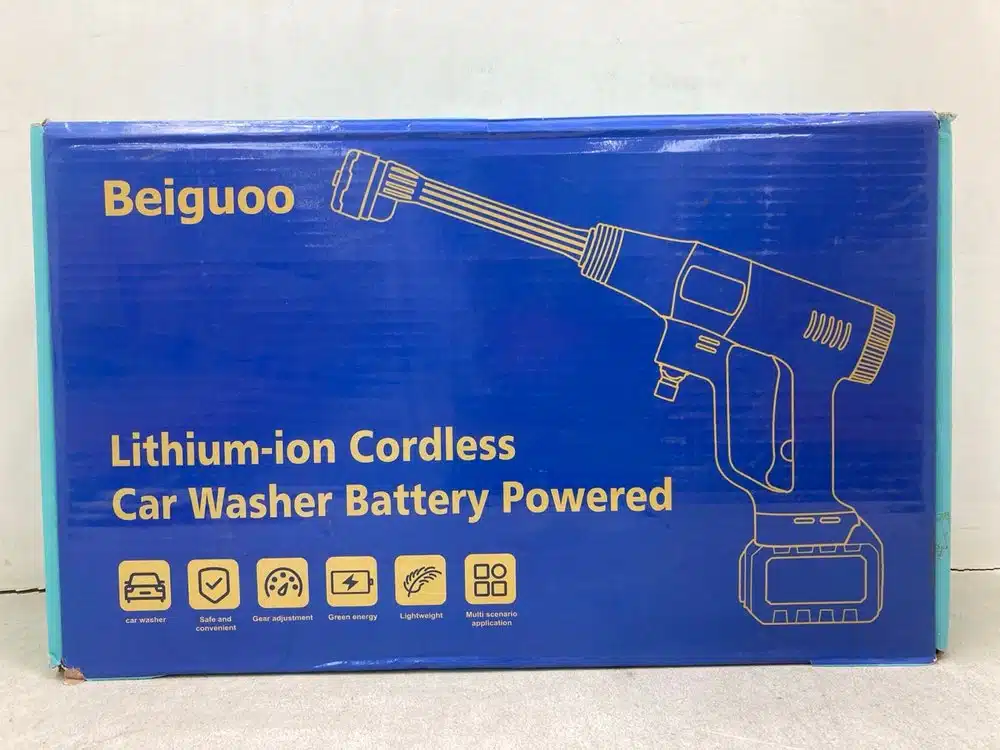 Beiguoo
Lithium-ion Cordless
Car Washer Battery Powered
car washer
Safe and
convenient
Gear adjustment
Green energy
Lightweight
Multi scenario
application